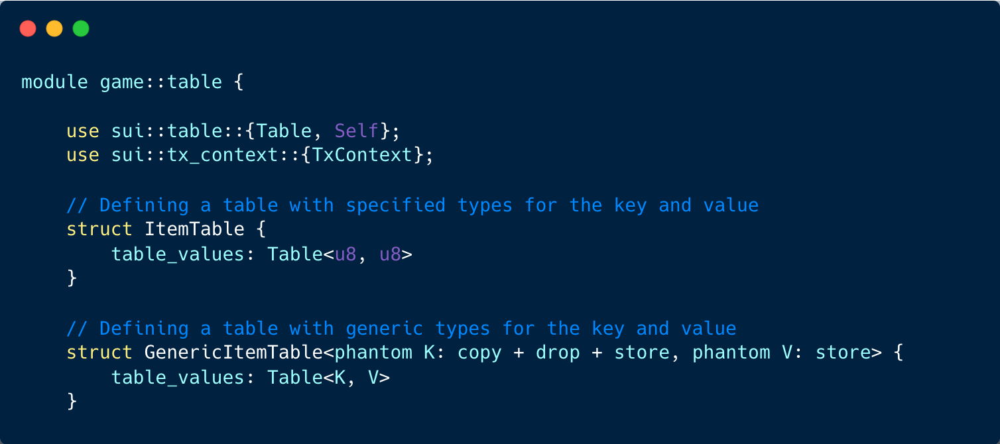 module game::table {
    use sui::table::{Table, Self};
    use sui::tx_context::{TxContext};
    // Defining a table with specified types for the key and value
    struct ItemTable {
        table_values: Table<u8, u8>
    }
    // Defining a table with generic types for the key and value
    struct GenericItemTable<phantom K: copy + drop + store, phantom V: store> {
        table_values: Table<K, V>
    }